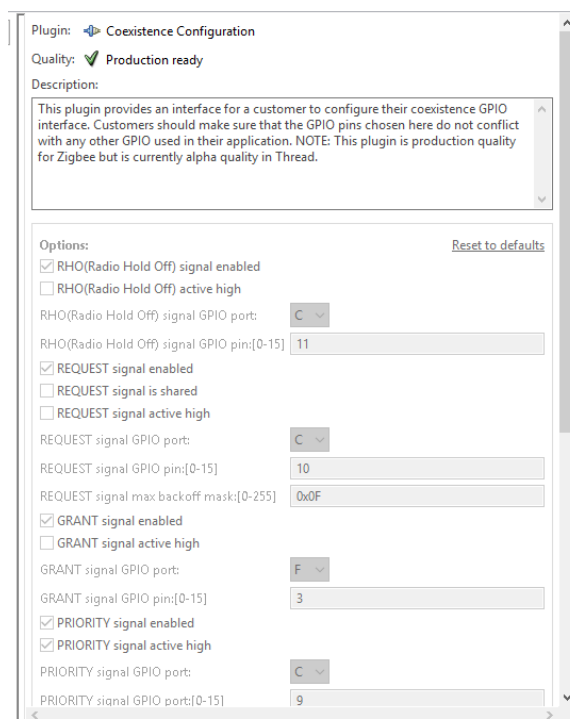 Plugin: Coexistence Configuration
Quality: Production ready
Description:
This plugin provides an interface for a customer to configure their coexistence GPIO
interface. Customers should make sure that the GPIO pins chosen here do not conflict
with any other GPIO used in their application. NOTE: This plugin is production quality
for Zigbee but is currently alpha quality in Thread.
Options: Reset to defaults
RHO(Radio Hold Off) signal enabled
RHO(Radio Hold Off) active high
RHO(Radio Hold Off) signal GPIO port: C
RHO(Radio Hold Off) signal GPIO pin:[0-15] 11
REQUEST signal enabled
REQUEST signal is shared
REQUEST signal active high
REQUEST signal GPIO port: C
REQUEST signal GPIO pin:[0-15] 10
REQUEST signal max backoff mask:[0-255] 0x0F
GRANT signal enabled
GRANT signal active high
GRANT signal GPIO port: F
GRANT signal GPIO pin:[0-15] 3
PRIORITY signal enabled
PRIORITY signal active high
PRIORITY signal GPIO port: C
PRIORITY signal GPIO port:[0-15] 9